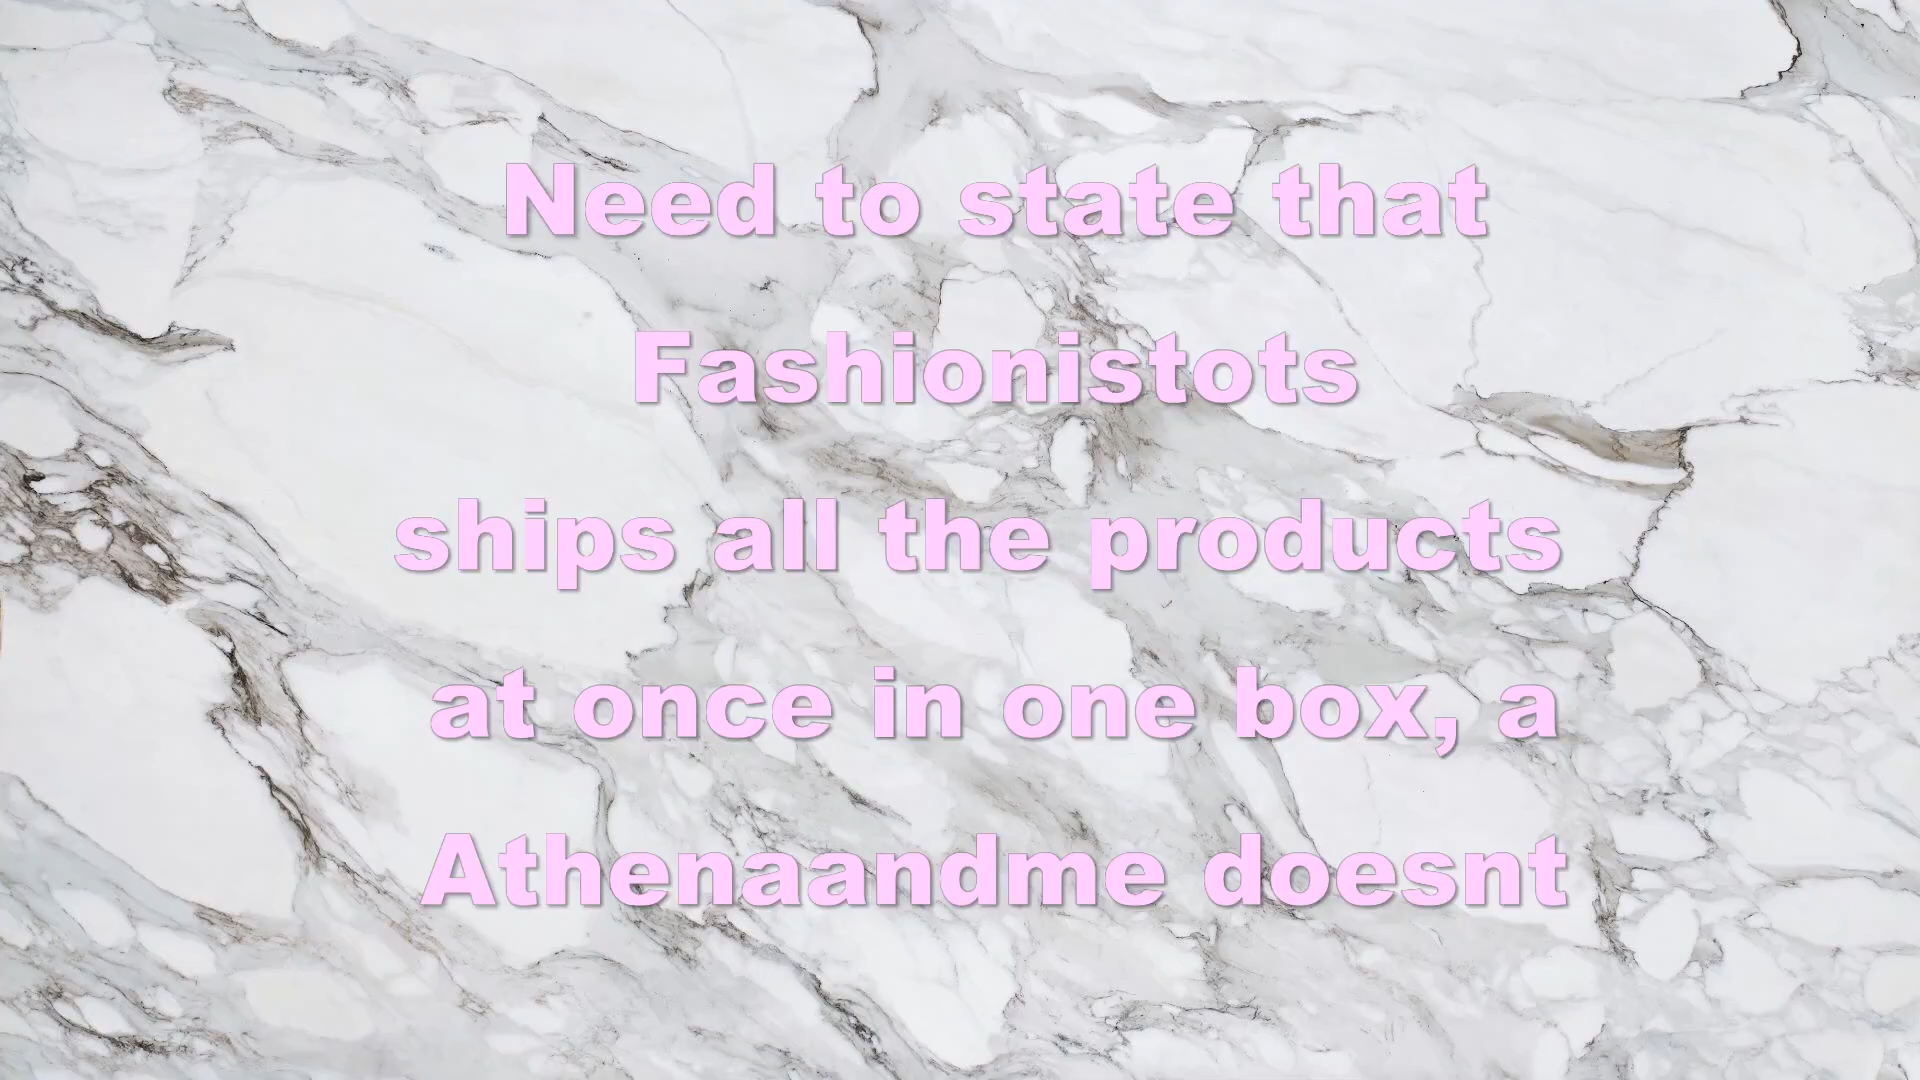 Need to state that
Fashionistots
ships all the products
at once in one box, a
Athenaandme doesnt